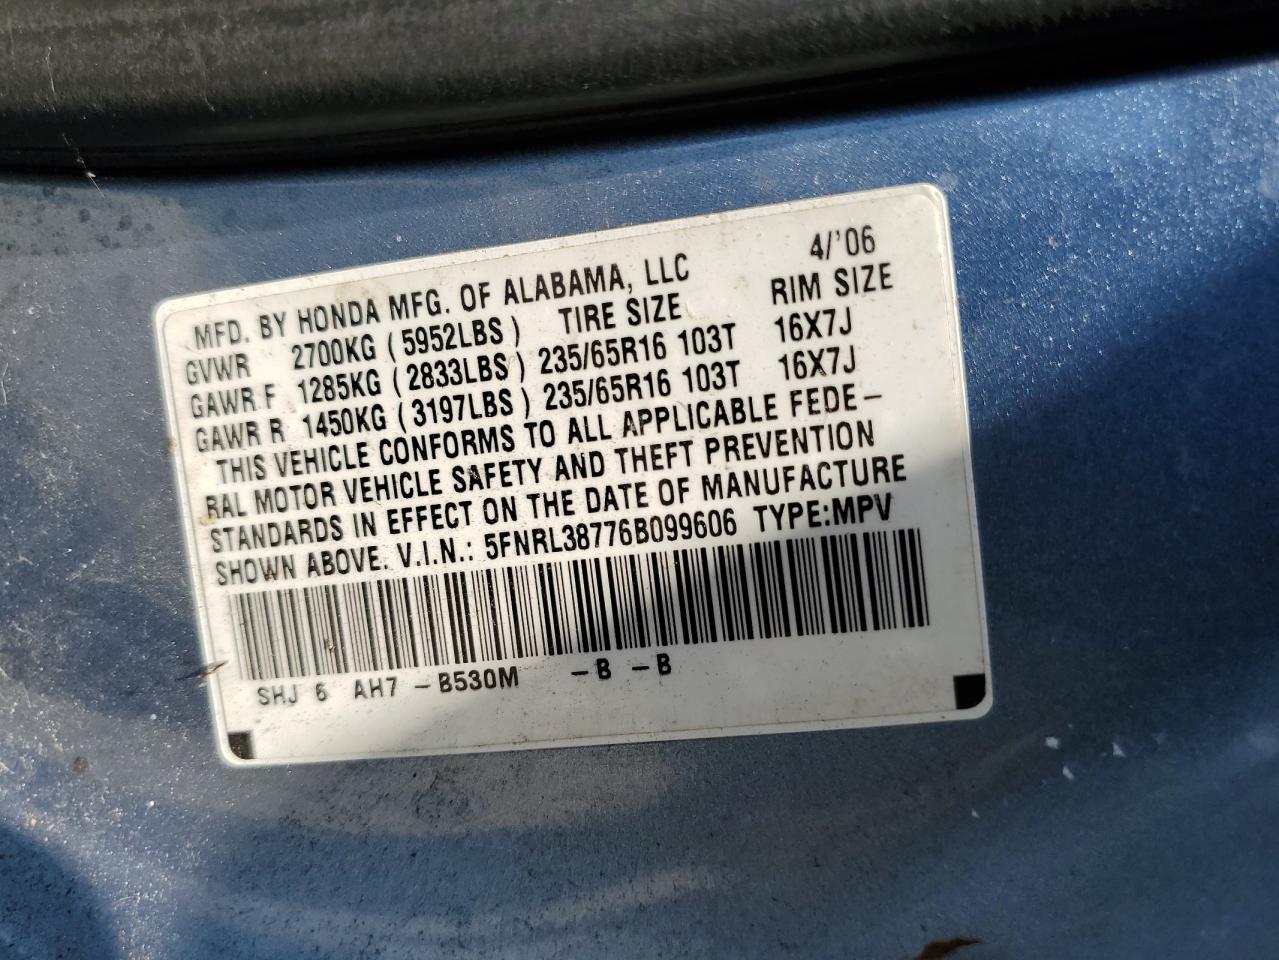 4/'06
MFD. BY HONDA MFG. OF ALABAMA, LLC
GVWR 2700KG (5952LBS) TIRE SIZE RIM SIZE
GAWR F 1285KG (2833LBS) 235/65R16 103T 16X7J
GAWR R 1450KG (3197LBS) 235/65R16 103T 16X7J
THIS VEHICLE CONFORMS TO ALL APPLICABLE FEDE-
RAL MOTOR VEHICLE SAFETY AND THEFT PREVENTION
STANDARDS IN EFFECT ON THE DATE OF MANUFACTURE
SHOWN ABOVE. V.I.N.: 5FNRL38776B099606 TYPE:MPV
SHJ 6 AH7 -B530M -B -B